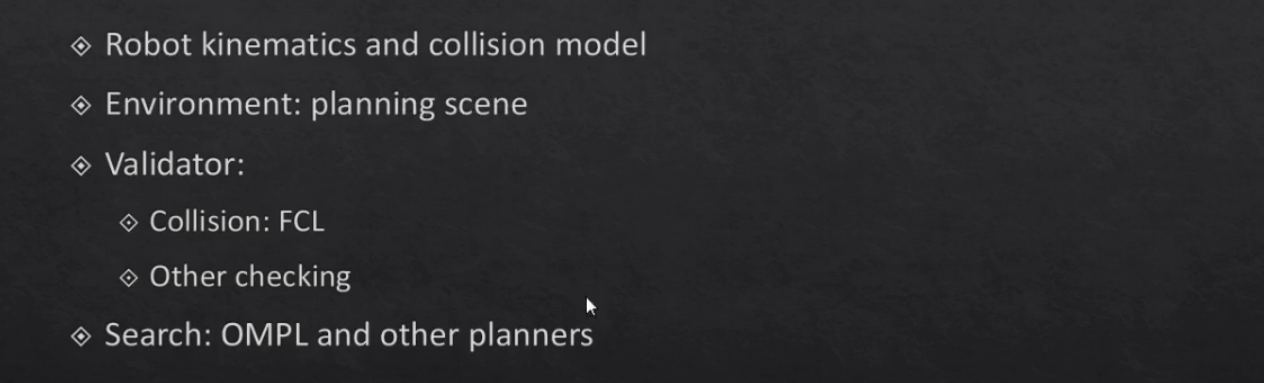 Robot kinematics and collision model
Environment: planning scene
Validator:
Collision: FCL
Other checking
Search: OMPL and other planners